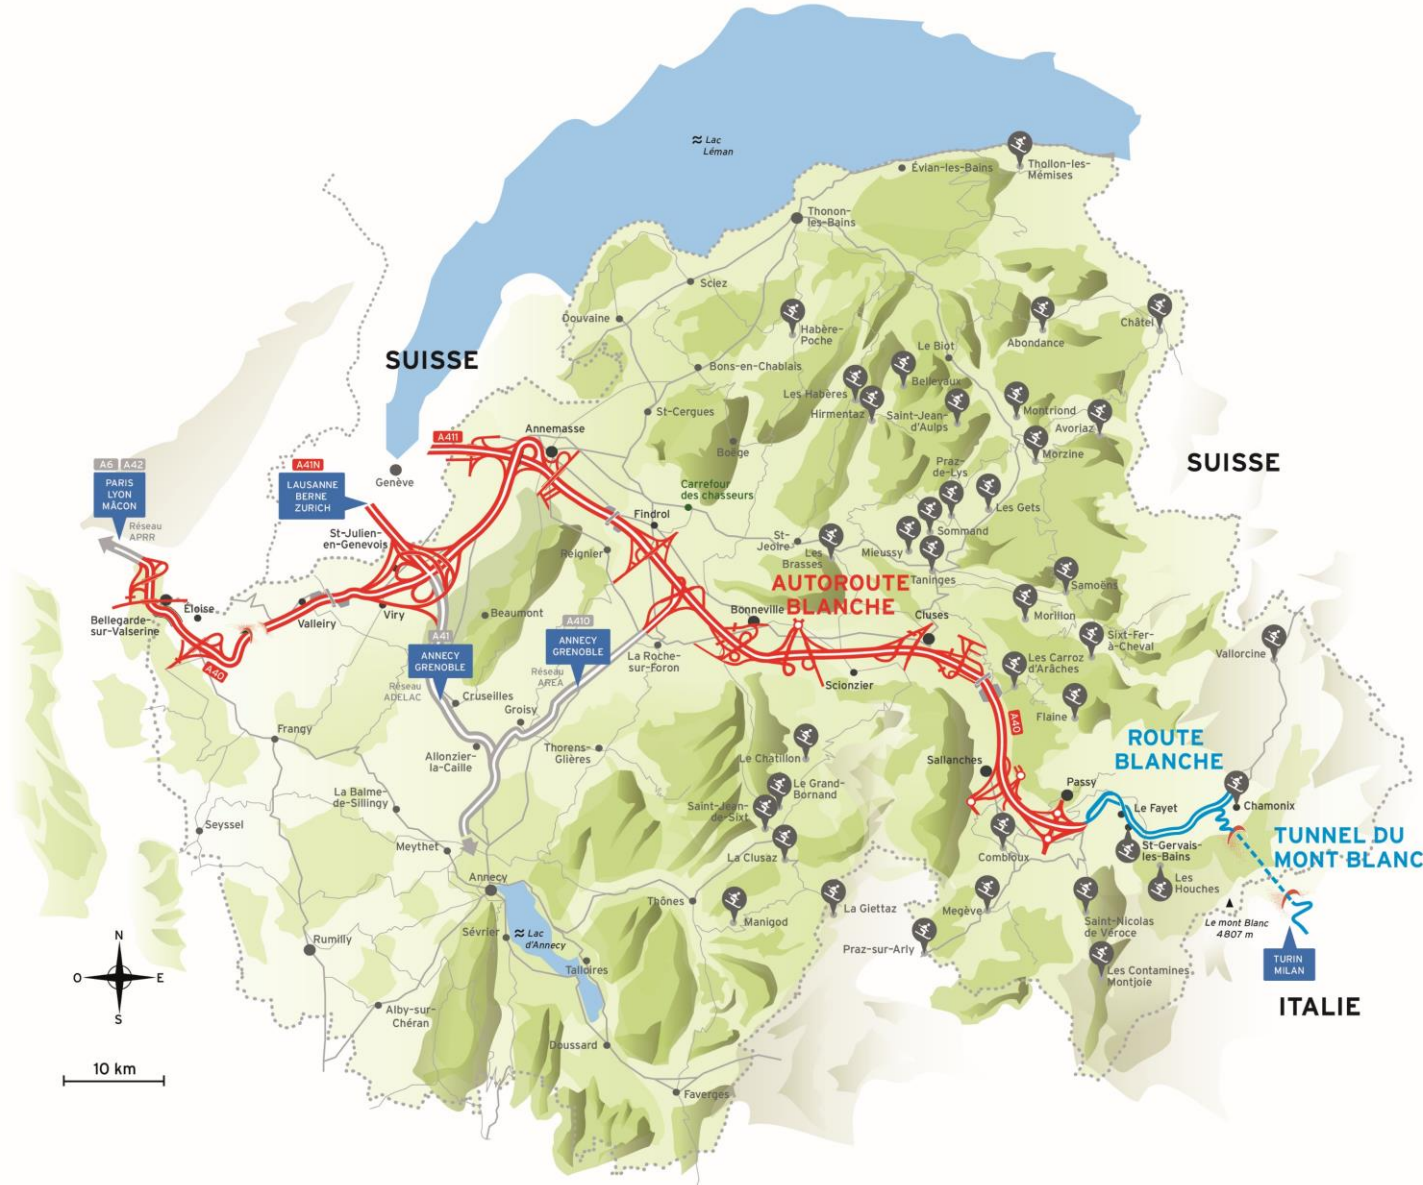 ≈ Lac
Léman
Évian-les-Bains
Thollon-les-
Mémises
Thonon-
les-Bains
Sciez
Douvaine
Habère-
Poche
Châtel
Abondance
SUISSE
Bons-en-Chablais
Le Biot
Bellevaux
Les Habères
Hirmentaz
Saint-Jean-
d'Aulps
Montriond
Avoriaz
Morzine
St-Cergues
A411
Annemasse
Boëge
SUISSE
A6
A42
PARIS
LYON
MÂCON
Réseau
APRR
A41N
LAUSANNE
BERNE
ZURICH
Genève
Carrefour
des chasseurs
Praz-
de-Lys
Les Gets
Sommand
Findrol
St-Julien-
en-Genevois
Reignier
St-
Jeoire
Les
Brasses
Mieussy
Taninges
Samoëns
AUTOROUTE
BLANCHE
Éloise
Bellegarde-
sur-Valserine
Valleiry
Viry
Beaumont
Bonneville
Cluses
Morillon
Sixt-Fer-
à-Cheval
Vallorcine
A41
ANNECY
GRENOBLE
A410
ANNECY
GRENOBLE
La Roche-
sur-Foron
Les Carroz
d'Arâches
A40
Réseau
ADELAC
Réseau
AREA
Scionzier
Cruseilles
Groisy
Flaine
A40
Frangy
Allonzier-
la-Caille
Thorens-
Glières
Le Chatillon
ROUTE
BLANCHE
Sallanches
Passy
La Balme-
de-Sillingy
Le Grand-
Bornand
Saint-Jean-
de-Sixt
Le Fayet
Chamonix
Seyssel
Meythet
La Clusaz
Combloux
St-Gervais-
les-Bains
TUNNEL DU
MONT BLANC
Annecy
Thônes
Manigod
La Giettaz
Megève
Les
Houches
Saint-Nicolas
de Véroce
Le mont Blanc
4807 m
Rumilly
Sévrier
≈ Lac
d'Annecy
Praz-sur-Arly
N
O
E
S
Talloires
Les Contamines
Montjoie
TURIN
MILAN
Alby-sur-
Chéran
ITALIE
Doussard
10 km
Faverges